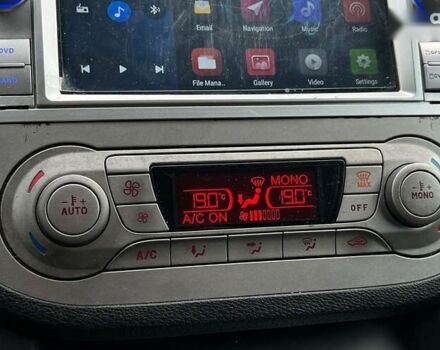 Email
Navigation
Music
Radio
DVD
BAND
File Mana..
Gallery
Video
Settings
- +
AUTO
19.0°C
MONO
19.0°C
A/C ON
MAX
OFF
- +
MONO
A/C